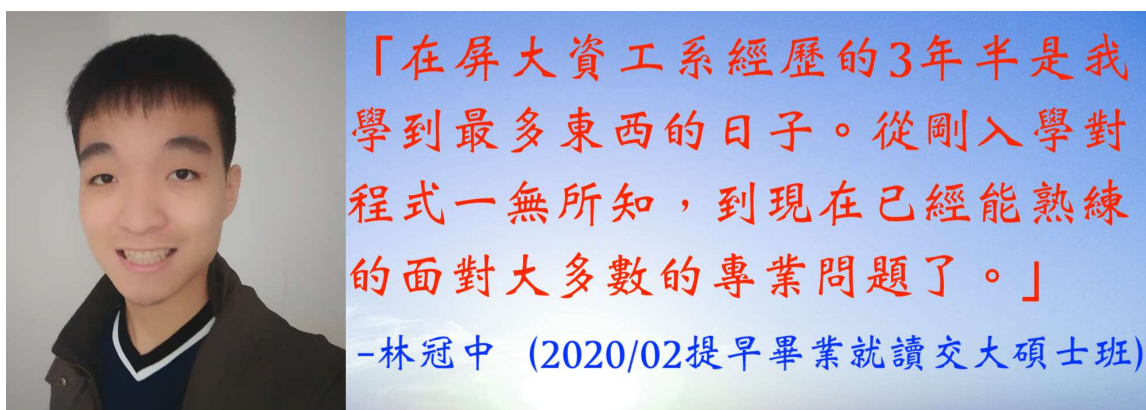 「在屏大資工系經歷的3年半是我
學到最多東西的日子。從剛入學對
程式一無所知，到現在已經能熟練
的面對大多數的專業問題了。」
-林冠中 (2020/02提早畢業就讀交大碩士班)